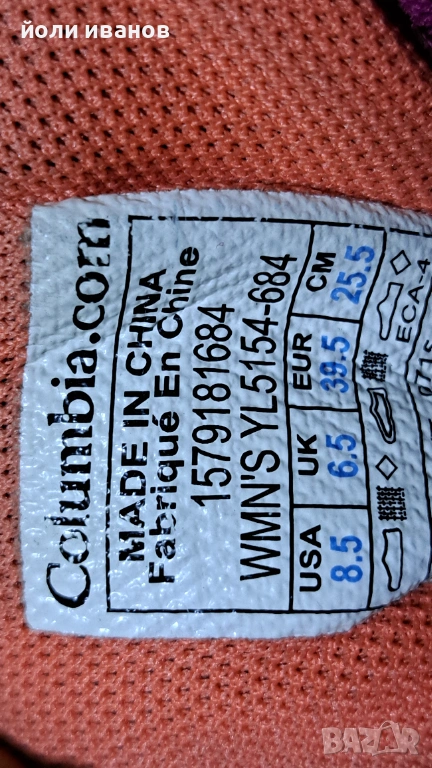 йоли иванов
Columbia.com
MADE IN CHINA
Fabriqué En Chine
1579181684
WMN'S YL5154-684
USA UK EUR CM
8.5 6.5 39.5 25.5
ECA.4
BAZAR